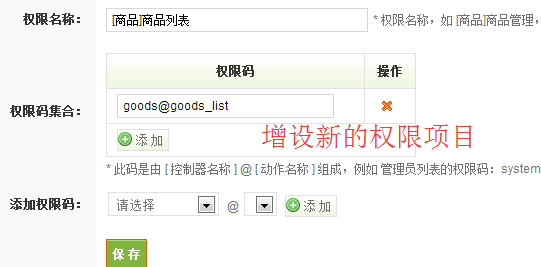 权限名称： [商品]商品列表 * 权限名称，如 [商品]商品管理，
权限码 操作
权限码集合： goods@goods_list
添加
增设新的权限项目
* 此码是由 [ 控制器名称 ] @ [ 动作名称 ] 组成，例如 管理员列表的权限码：system
添加权限码： 请选择 @ 添加
保存